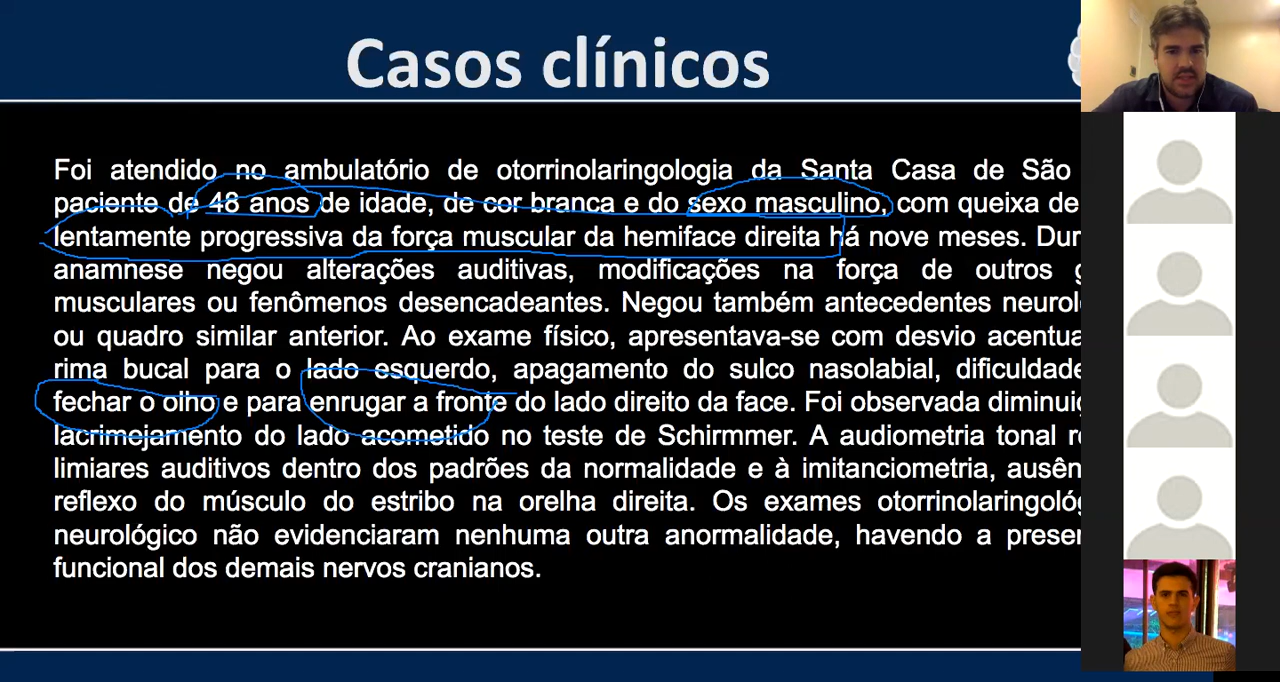 Casos clínicos
Foi atendido no ambulatório de otorrinolaringologia da Santa Casa de São
paciente de 48 anos de idade, de cor branca e do sexo masculino, com queixa de
lentamente progressiva da força muscular da hemiface direita há nove meses.
anamnese negou alterações auditivas, modificações na força de outros
musculares ou fenômenos desencadeantes. Negou também antecedentes
ou quadro similar anterior. Ao exame físico, apresentava-se com desvio
rima bucal para o lado esquerdo, apagamento do sulco nasolabial, dificuldade
fechar o olho e para enrugar a fronte do lado direito da face. Foi observada
lacrimejamento do lado acometido no teste de Schirmmer. A audiometria tonal
limiares auditivos dentro dos padrões da normalidade e à imitanciometria,
reflexo do músculo do estribo na orelha direita. Os exames
neurológico não evidenciaram nenhuma outra anormalidade, havendo a
funcional dos demais nervos cranianos.